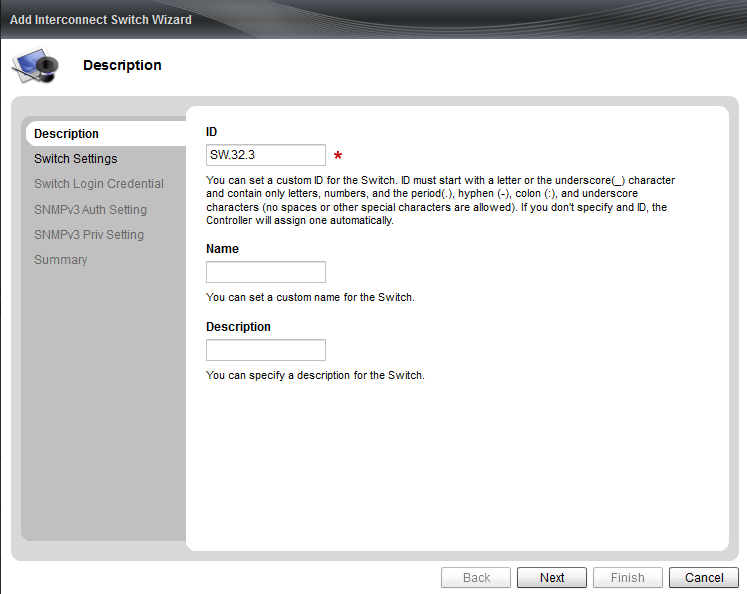 Add Interconnect Switch Wizard
Description
Description
Switch Settings
Switch Login Credential
SNMPv3 Auth Setting
SNMPv3 Priv Setting
Summary
ID
SW.32.3 *
You can set a custom ID for the Switch. ID must start with a letter or the underscore(_) character
and contain only letters, numbers, and the period(.), hyphen (-), colon (:), and underscore
characters (no spaces or other special characters are allowed). If you don't specify and ID, the
Controller will assign one automatically.
Name
You can set a custom name for the Switch.
Description
You can specify a description for the Switch.
Back Next Finish Cancel